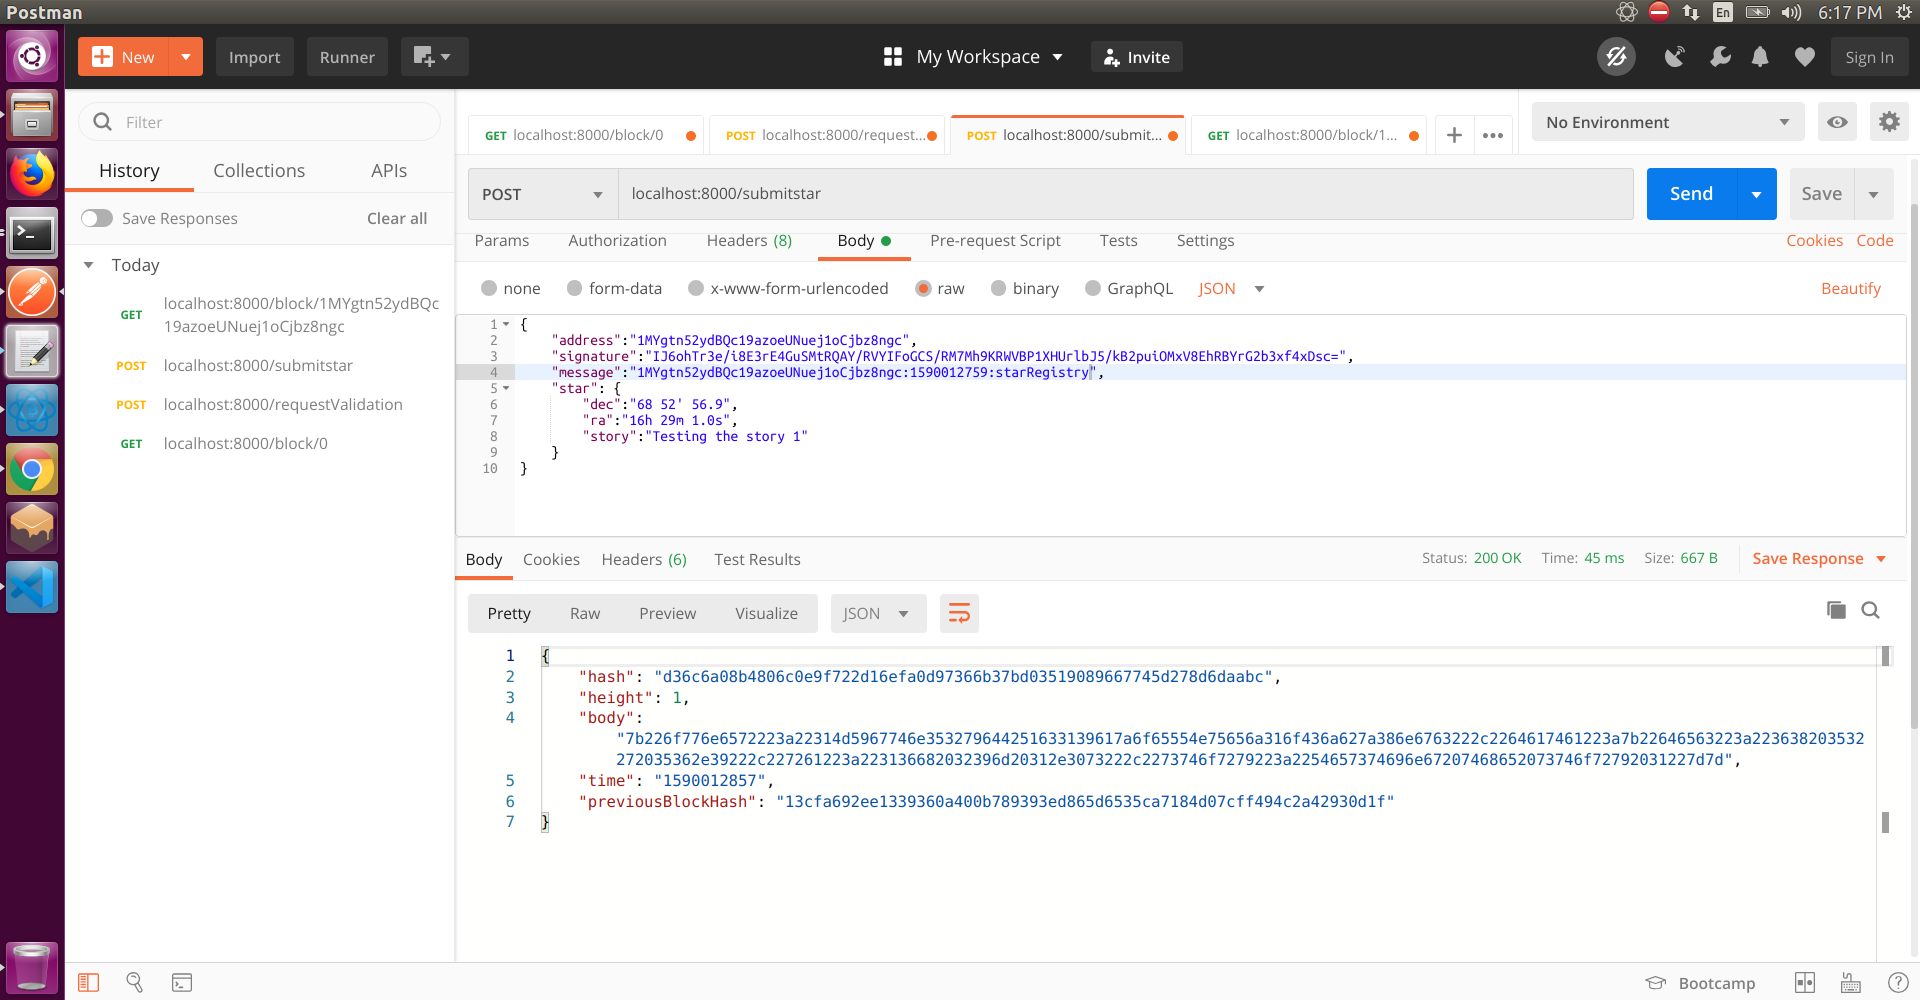 Postman
En
6:17 PM
New
Import
Runner
My Workspace
Invite
Sign In
Filter
History
Collections
APIs
Save Responses
Clear all
Today
GET localhost:8000/block/1MYgtn52ydBQc
19azoeUNuej1oCjbz8ngc
POST localhost:8000/submitstar
POST localhost:8000/requestValidation
GET localhost:8000/block/0
GET localhost:8000/block/0
POST localhost:8000/request...
POST localhost:8000/submit...
GET localhost:8000/block/1...
No Environment
POST
localhost:8000/submitstar
Send
Save
Params
Authorization
Headers (8)
Body
Pre-request Script
Tests
Settings
Cookies
Code
none
form-data
x-www-form-urlencoded
raw
binary
GraphQL
JSON
Beautify
1 {
2 "address":"1MYgtn52ydBQc19azoeUNuej1oCjbz8ngc",
3 "signature":"IJ6ohTr3e/i8E3rE4GuSMtRQAY/RVYIFoGCS/RM7Mh9KRWVBP1XHUrlbJ5/kB2puiOMxV8EhRBYrG2b3xf4xDsc=",
4 "message":"1MYgtn52ydBQc19azoeUNuej1oCjbz8ngc:1590012759:starRegistry",
5 "star": {
6 "dec":"68 52' 56.9",
7 "ra":"16h 29m 1.0s",
8 "story":"Testing the story 1"
9 }
10 }
Body
Cookies
Headers (6)
Test Results
Status: 200 OK
Time: 45 ms
Size: 667 B
Save Response
Pretty
Raw
Preview
Visualize
JSON
1 {
2 "hash": "d36c6a08b4806c0e9f722d16efa0d97366b37bd03519089667745d278d6daabc",
3 "height": 1,
4 "body":
"7b226f776e6572223a22314d5967746e353279644251633139617a6f65554e75656a316f436a627a386e6763222c2264617461223a7b22646563223a223638203532
272035362e39222c227261223a223136682032396d20312e3073222c2273746f7279223a2254657374696e67207468652073746f72792031227d7d",
5 "time": "1590012857",
6 "previousBlockHash": "13cfa692ee1339360a400b789393ed865d6535ca7184d07cff494c2a42930d1f"
7 }
Bootcamp